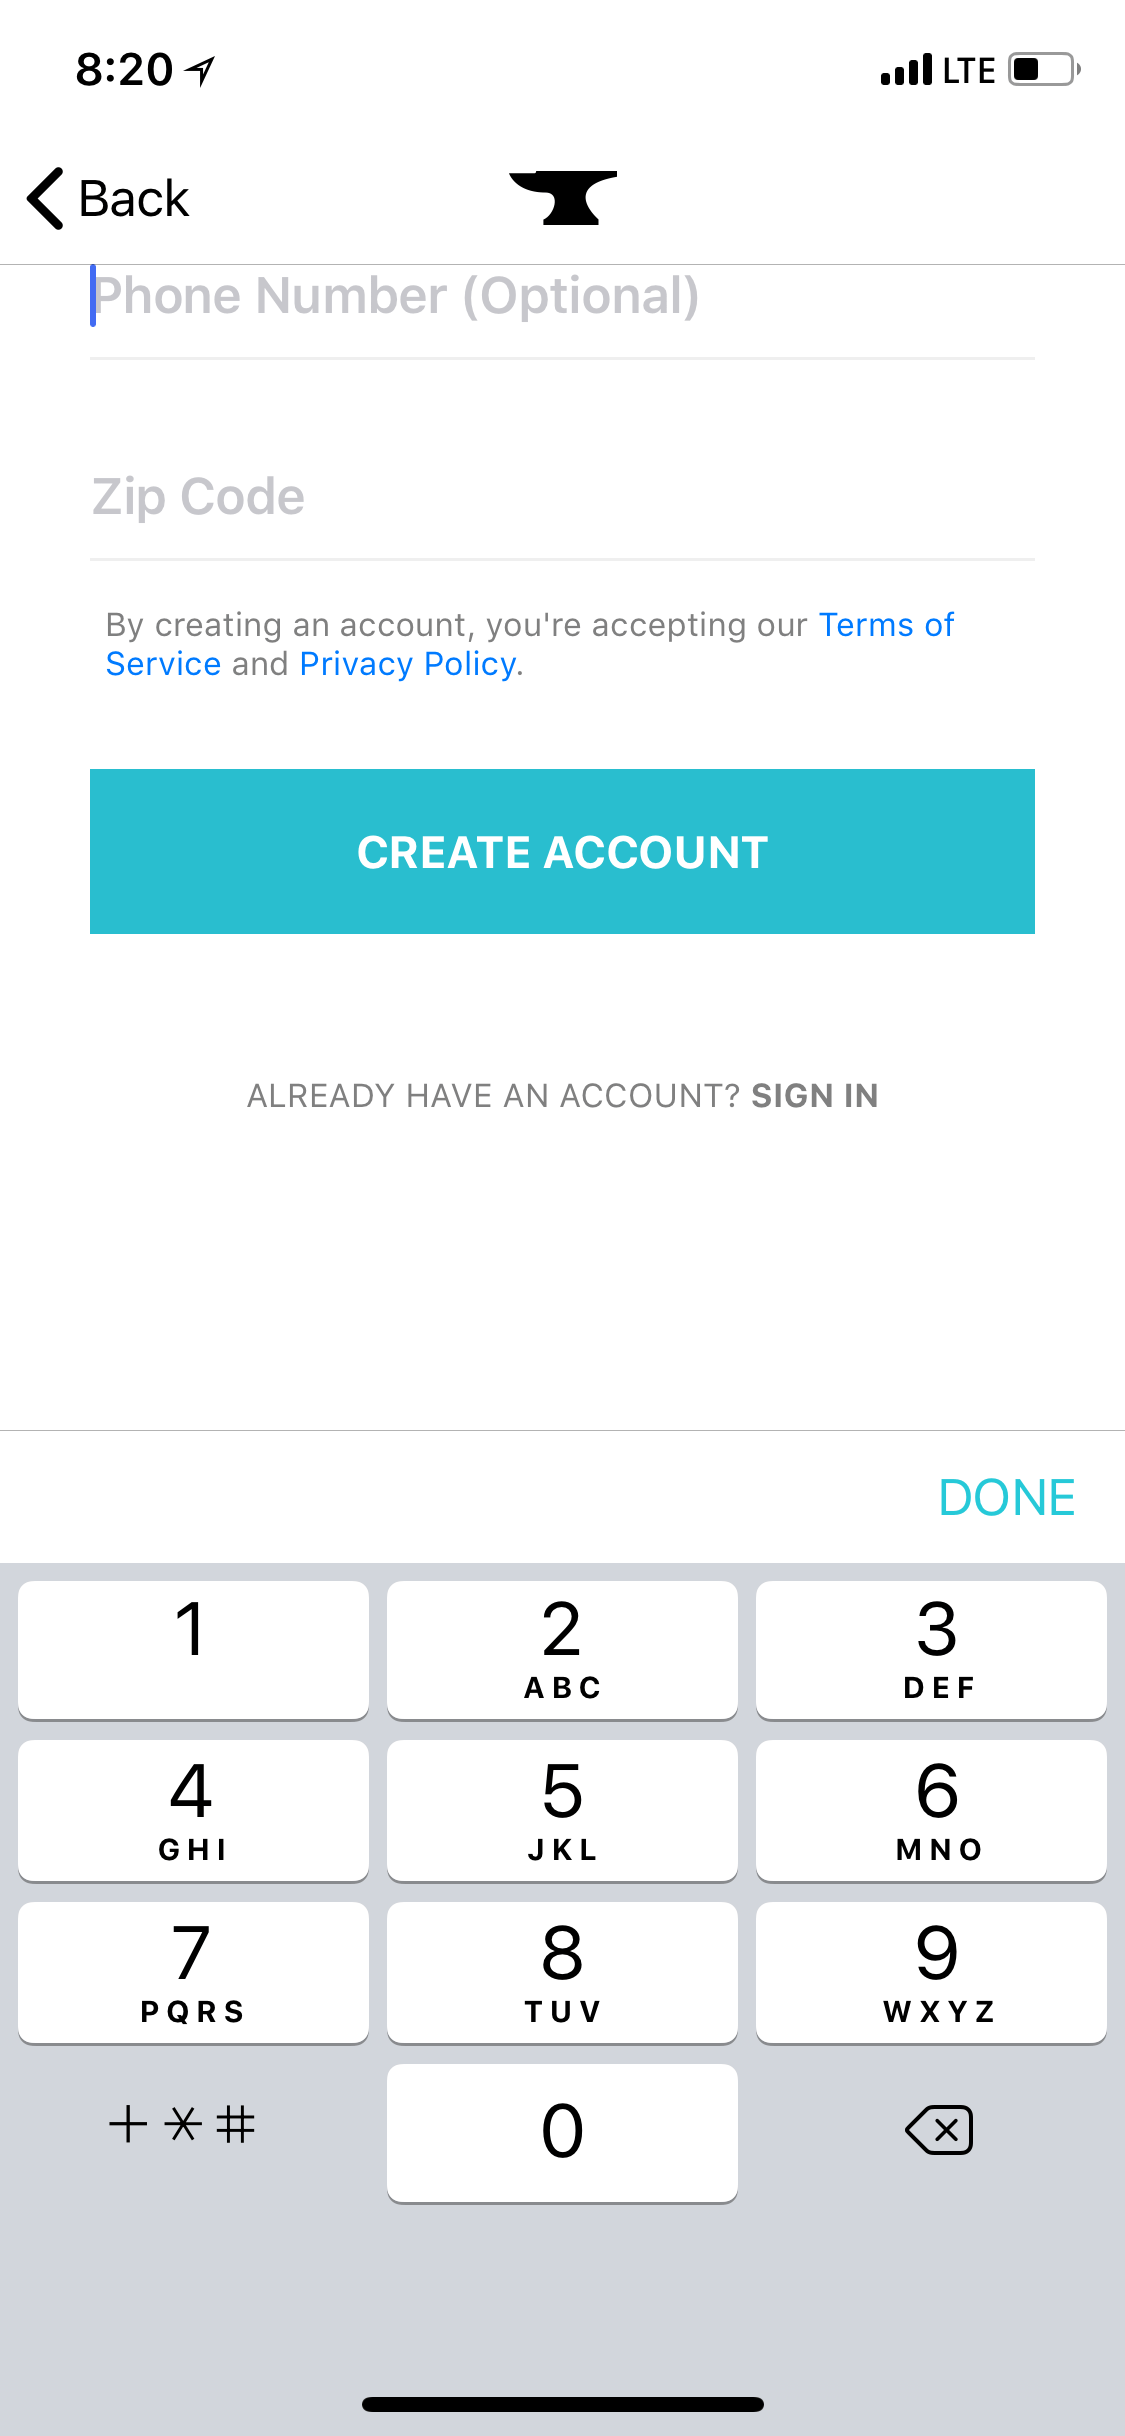 8:20 LTE
Back
Phone Number (Optional)
Zip Code
By creating an account, you're accepting our Terms of
Service and Privacy Policy.
CREATE ACCOUNT
ALREADY HAVE AN ACCOUNT? SIGN IN
DONE
1 2 3
ABC DEF
4 5 6
GHI JKL MNO
7 8 9
PQRS TUV WXYZ
+*# 0